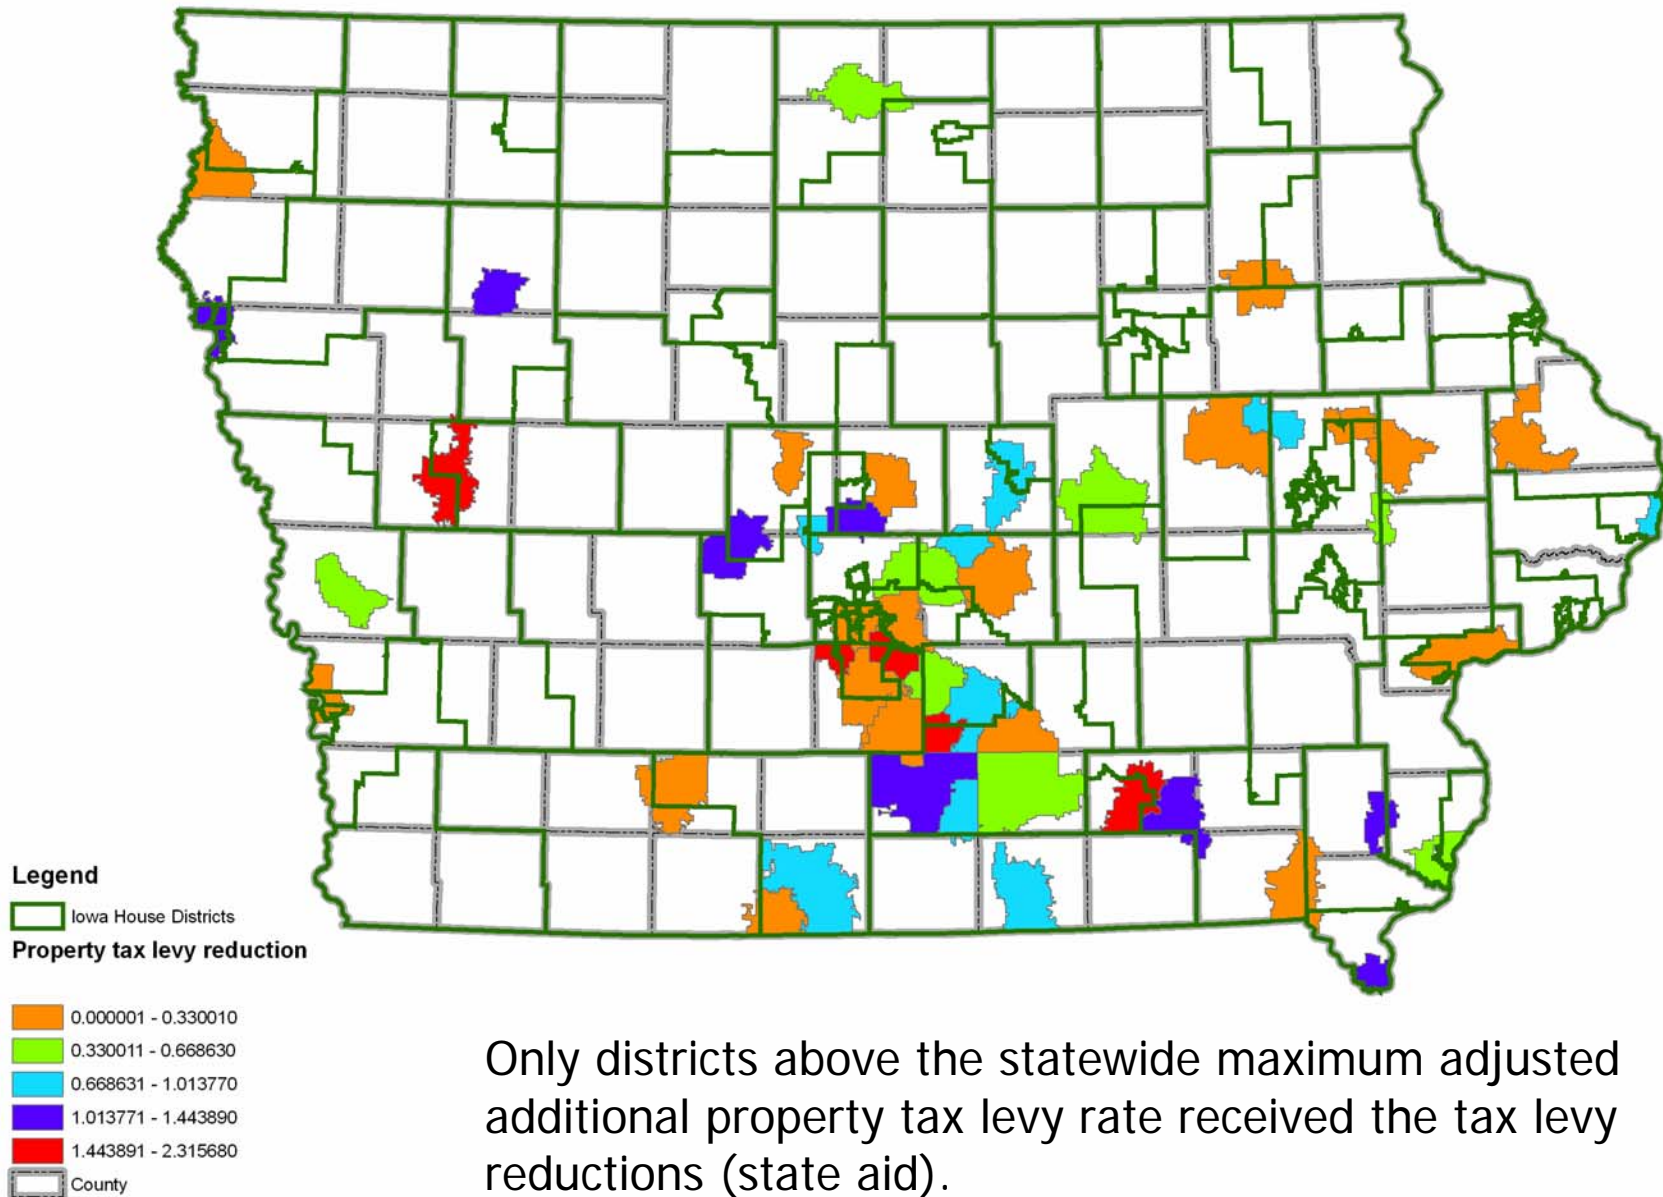 Legend
Iowa House Districts
Property tax levy reduction
0.000001 - 0.330010
0.330011 - 0.668630
0.668631 - 1.013770
1.013771 - 1.443890
1.443891 - 2.315680
County
Only districts above the statewide maximum adjusted
additional property tax levy rate received the tax levy
reductions (state aid).